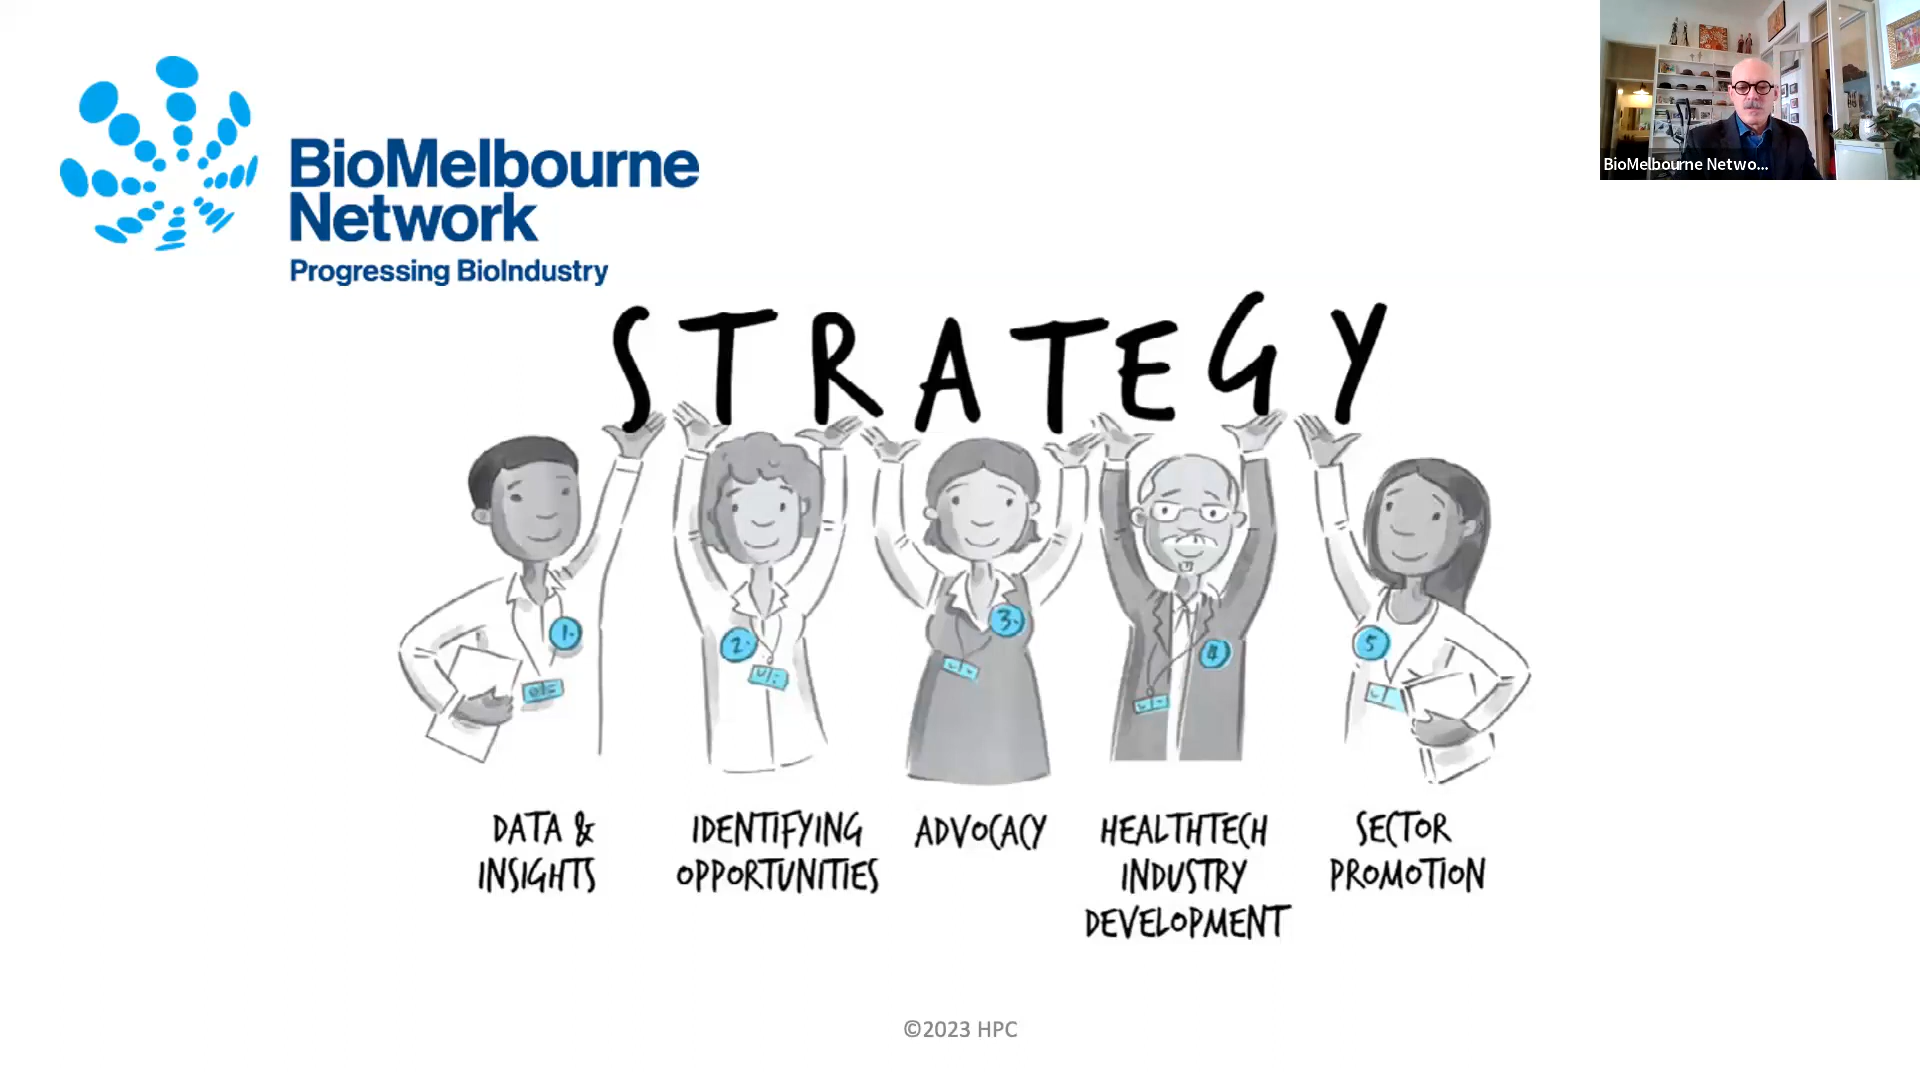 BioMelbourne
Network
Progressing BioIndustry
BioMelbourne Netwo...
STRATEGY
1.
2.
3.
4
5
DATA &
INSIGHTS
IDENTIFYING
OPPORTUNITIES
ADVOCACY
HEALTHTECH
INDUSTRY
DEVELOPMENT
SECTOR
PROMOTION
©2023 HPC